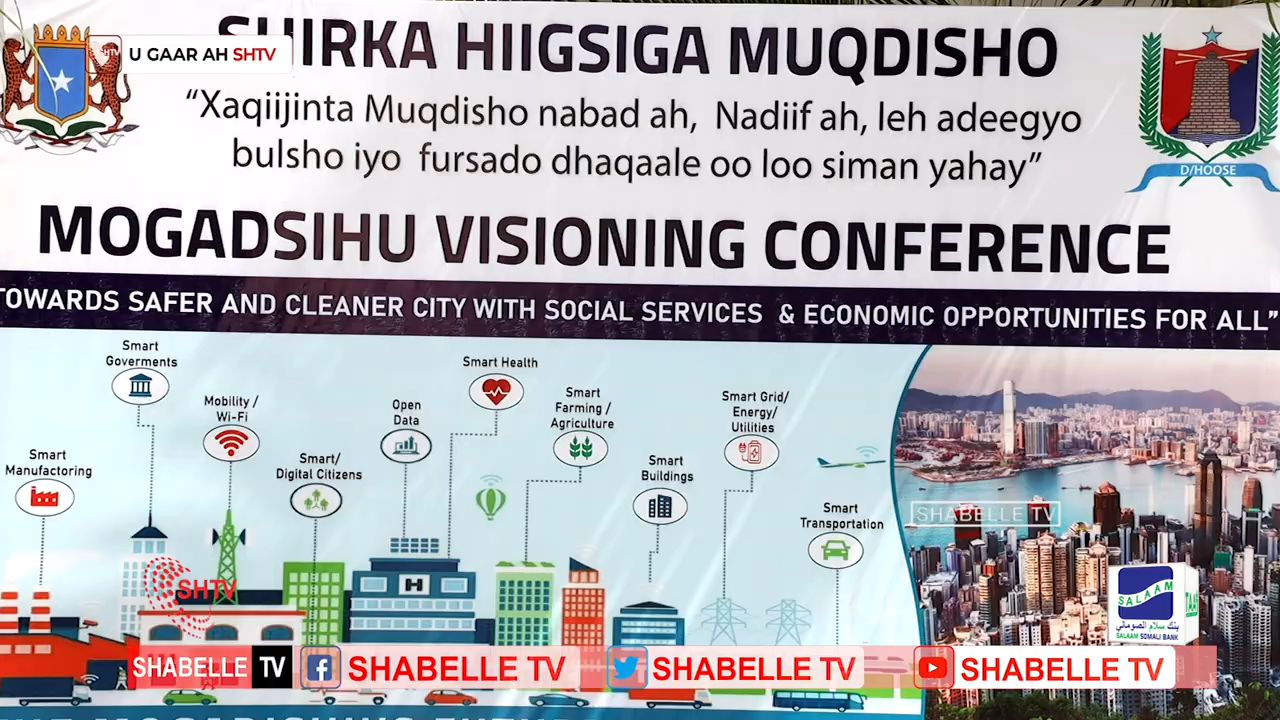 SHIRKA HIIGSIGA MUQDISHO
U GAAR AH SHTV
“Xaqiijinta Muqdisho nabad ah, Nadiif ah, leh adeegyo
bulsho iyo fursado dhaqaale oo loo siman yahay”
D/HOOSE
MOGADSIHU VISIONING CONFERENCE
TOWARDS SAFER AND CLEANER CITY WITH SOCIAL SERVICES & ECONOMIC OPPORTUNITIES FOR ALL”
Smart
Goverments
Smart Health
Mobility /
Wi-Fi
Open
Data
Smart
Farming /
Agriculture
Smart Grid/
Energy/
Utilities
Smart
Manufactoring
Smart/
Digital Citizens
Smart
Buildings
Smart
Transportation
SHABELLE TV
H
SHTV
SALAAM
TAAJ
بنك سلام الصومالي
SALAAM SOMALI BANK
SHABELLE TV
SHABELLE TV
SHABELLE TV
SHABELLE TV